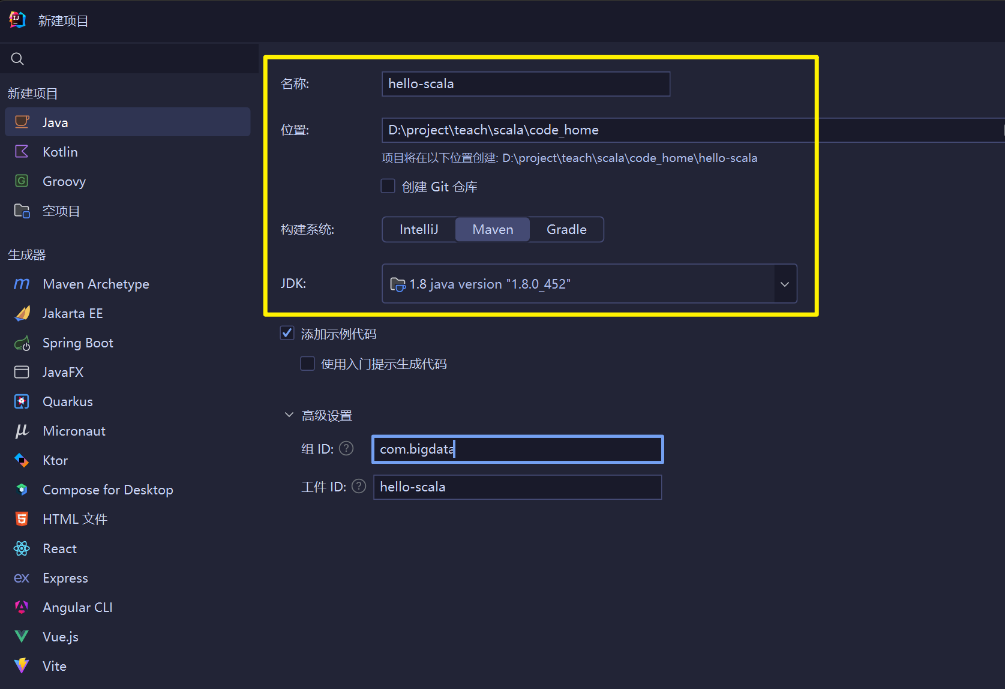 新建项目
新建项目
Java
Kotlin
Groovy
空项目
生成器
Maven Archetype
Jakarta EE
Spring Boot
JavaFX
Quarkus
Micronaut
Ktor
Compose for Desktop
HTML 文件
React
Express
Angular CLI
Vue.js
Vite
名称: hello-scala
位置: D:\project\teach\scala\code_home
项目将在以下位置创建: D:\project\teach\scala\code_home\hello-scala
创建 Git 仓库
构建系统: IntelliJ Maven Gradle
JDK: 1.8 java version "1.8.0_452"
添加示例代码
使用入门提示生成代码
高级设置
组 ID: ? com.bigdata
工件 ID: ? hello-scala